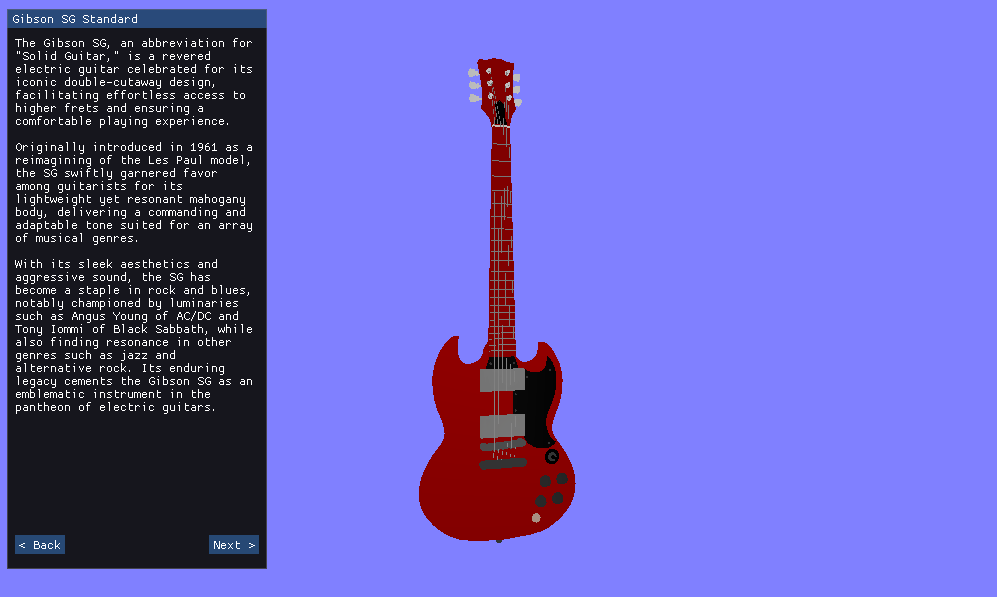 Gibson SG Standard
The Gibson SG, an abbreviation for
"Solid Guitar," is a revered
electric guitar celebrated for its
iconic double-cutaway design,
facilitating effortless access to
higher frets and ensuring a
comfortable playing experience.
Originally introduced in 1961 as a
reimagining of the Les Paul model,
the SG swiftly garnered favor
among guitarists for its
lightweight yet resonant mahogany
body, delivering a commanding and
adaptable tone suited for an array
of musical genres.
With its sleek aesthetics and
aggressive sound, the SG has
become a staple in rock and blues,
notably championed by luminaries
such as Angus Young of AC/DC and
Tony Iommi of Black Sabbath, while
also finding resonance in other
genres such as jazz and
alternative rock. Its enduring
legacy cements the Gibson SG as an
emblematic instrument in the
pantheon of electric guitars.
< Back
Next >